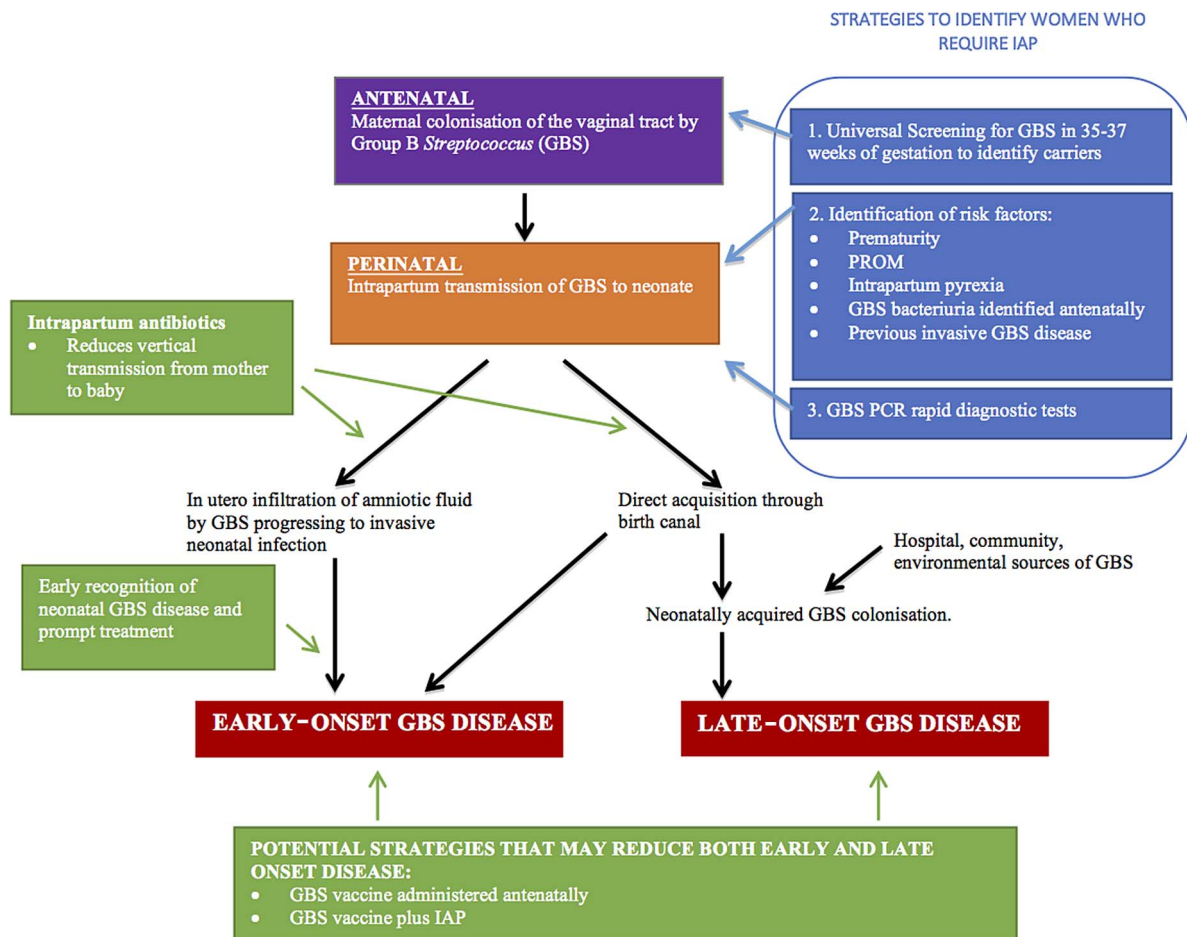 STRATEGIES TO IDENTIFY WOMEN WHO
REQUIRE IAP
ANTENATAL
Maternal colonisation of the vaginal tract by
Group B Streptococcus (GBS)
1. Universal Screening for GBS in 35-37
weeks of gestation to identify carriers
2. Identification of risk factors:
• Prematurity
• PROM
• Intrapartum pyrexia
• GBS bacteriuria identified antenatally
• Previous invasive GBS disease
3. GBS PCR rapid diagnostic tests
PERINATAL
Intrapartum transmission of GBS to neonate
Intrapartum antibiotics
• Reduces vertical
transmission from mother
to baby
In utero infiltration of amniotic fluid
by GBS progressing to invasive
neonatal infection
Direct acquisition through
birth canal
Hospital, community,
environmental sources of GBS
Early recognition of
neonatal GBS disease and
prompt treatment
Neonatally acquired GBS colonisation.
EARLY-ONSET GBS DISEASE
LATE-ONSET GBS DISEASE
POTENTIAL STRATEGIES THAT MAY REDUCE BOTH EARLY AND LATE
ONSET DISEASE:
• GBS vaccine administered antenatally
• GBS vaccine plus IAP